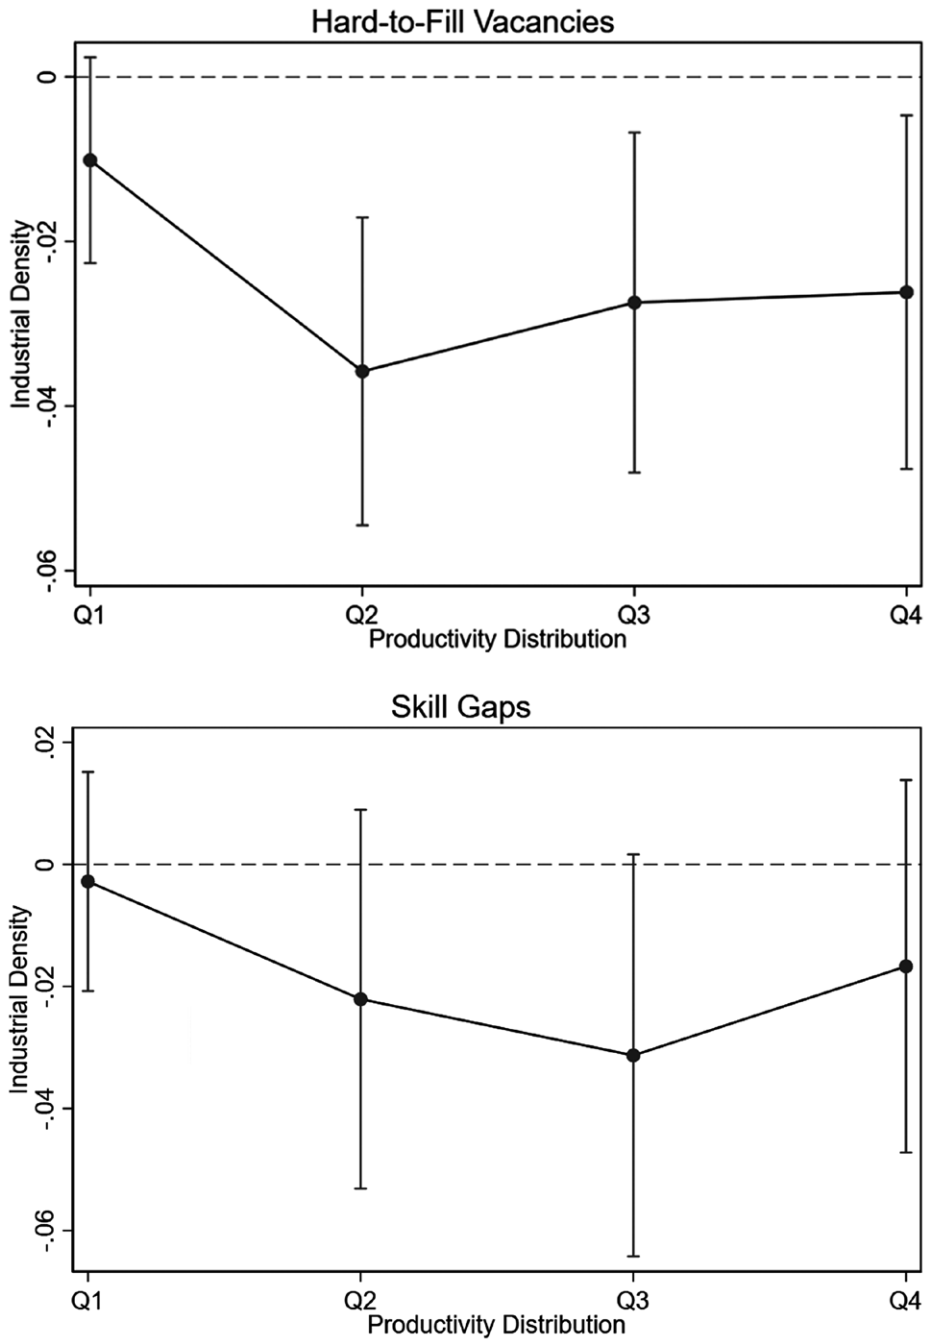 Hard-to-Fill Vacancies
0
-.02
-.04
-.06
Industrial Density
Q1 Q2 Q3 Q4
Productivity Distribution
Skill Gaps
.02
0
-.02
-.04
-.06
Industrial Density
Q1 Q2 Q3 Q4
Productivity Distribution